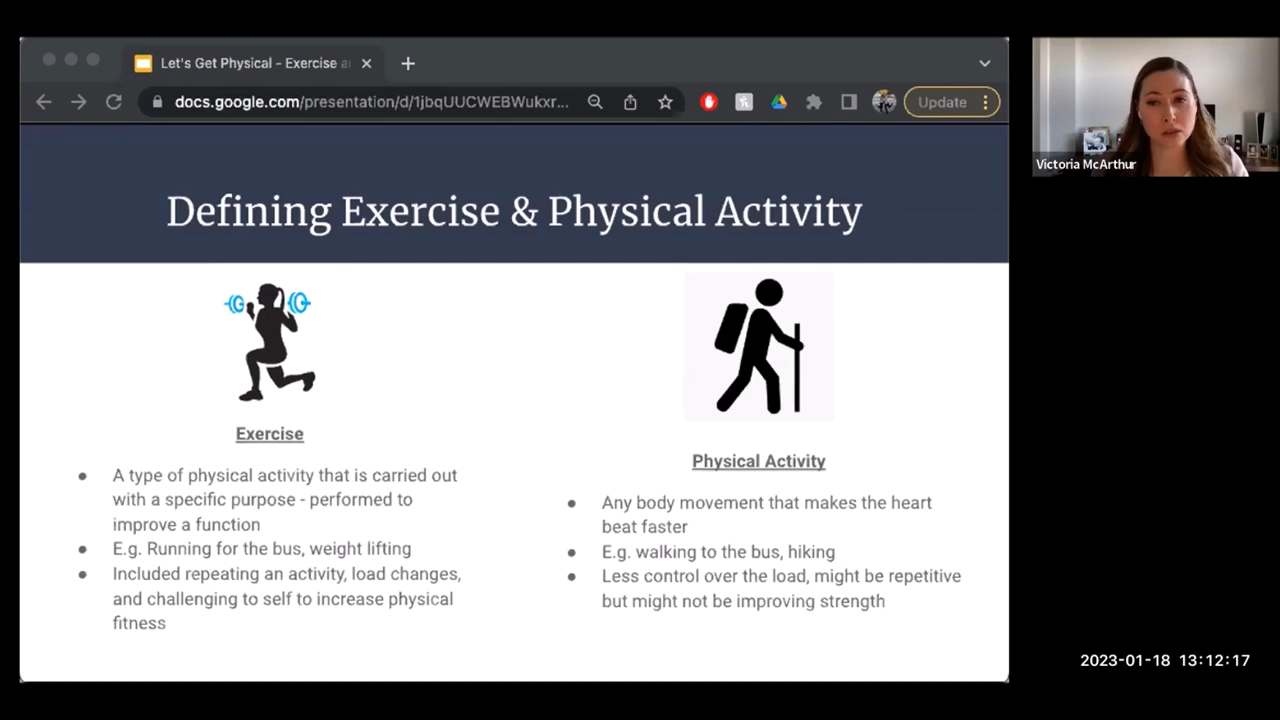 Let's Get Physical - Exercise a
docs.google.com/presentation/d/1jbqUUCWEBWukxr...
Update
Victoria McArthur
Defining Exercise & Physical Activity
Exercise
● A type of physical activity that is carried out
with a specific purpose - performed to
improve a function
● E.g. Running for the bus, weight lifting
● Included repeating an activity, load changes,
and challenging to self to increase physical
fitness
Physical Activity
● Any body movement that makes the heart
beat faster
● E.g. walking to the bus, hiking
● Less control over the load, might be repetitive
but might not be improving strength
2023-01-18 13:12:17